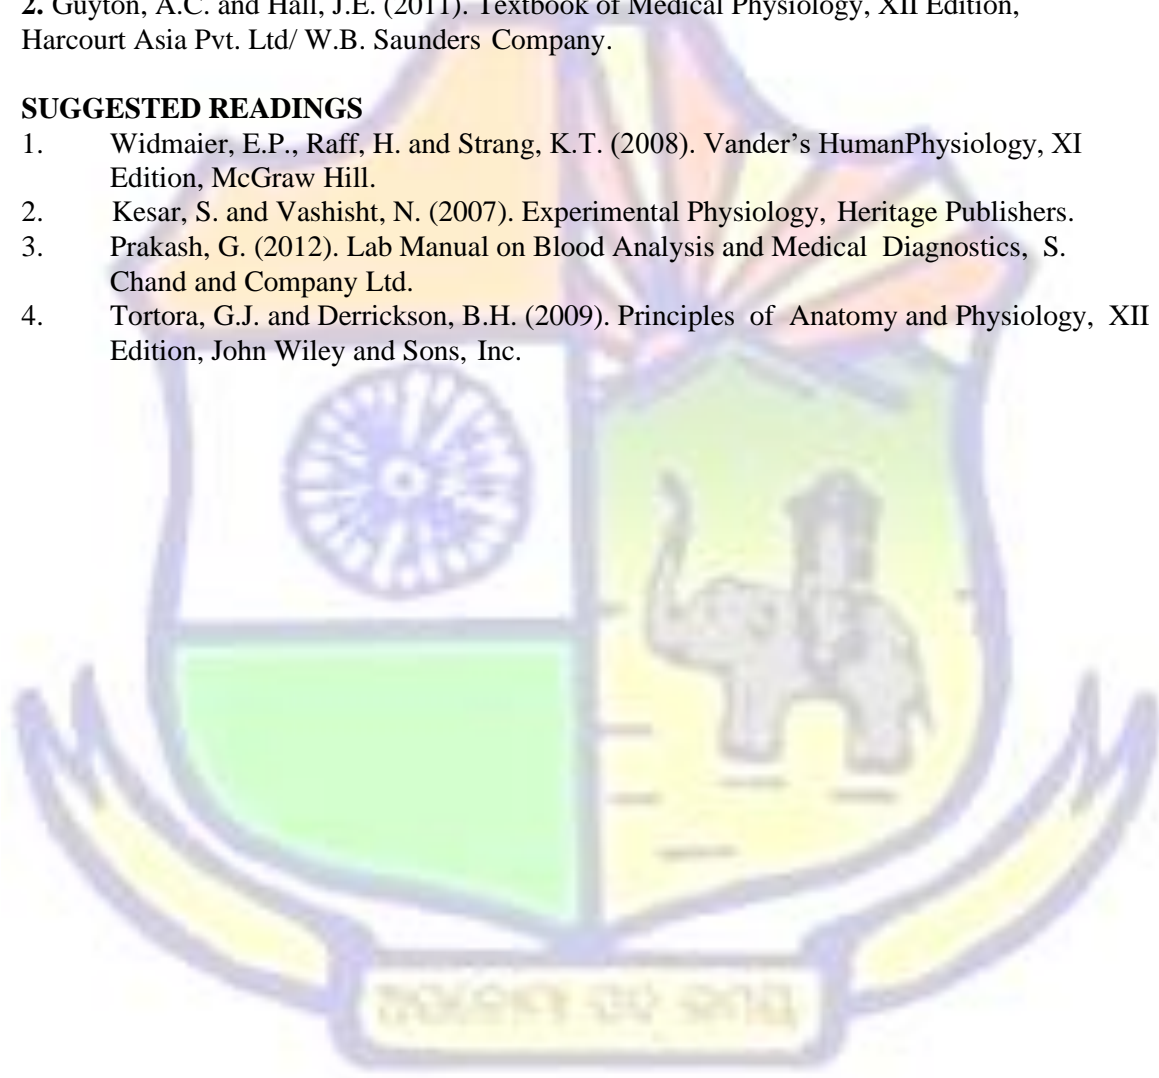 2. Guyton, A.C. and Hall, J.E. (2011). Textbook of Medical Physiology, XII Edition,
Harcourt Asia Pvt. Ltd/ W.B. Saunders Company.
SUGGESTED READINGS
1. Widmaier, E.P., Raff, H. and Strang, K.T. (2008). Vander’s HumanPhysiology, XI
Edition, McGraw Hill.
2. Kesar, S. and Vashisht, N. (2007). Experimental Physiology, Heritage Publishers.
3. Prakash, G. (2012). Lab Manual on Blood Analysis and Medical Diagnostics, S.
Chand and Company Ltd.
4. Tortora, G.J. and Derrickson, B.H. (2009). Principles of Anatomy and Physiology, XII
Edition, John Wiley and Sons, Inc.